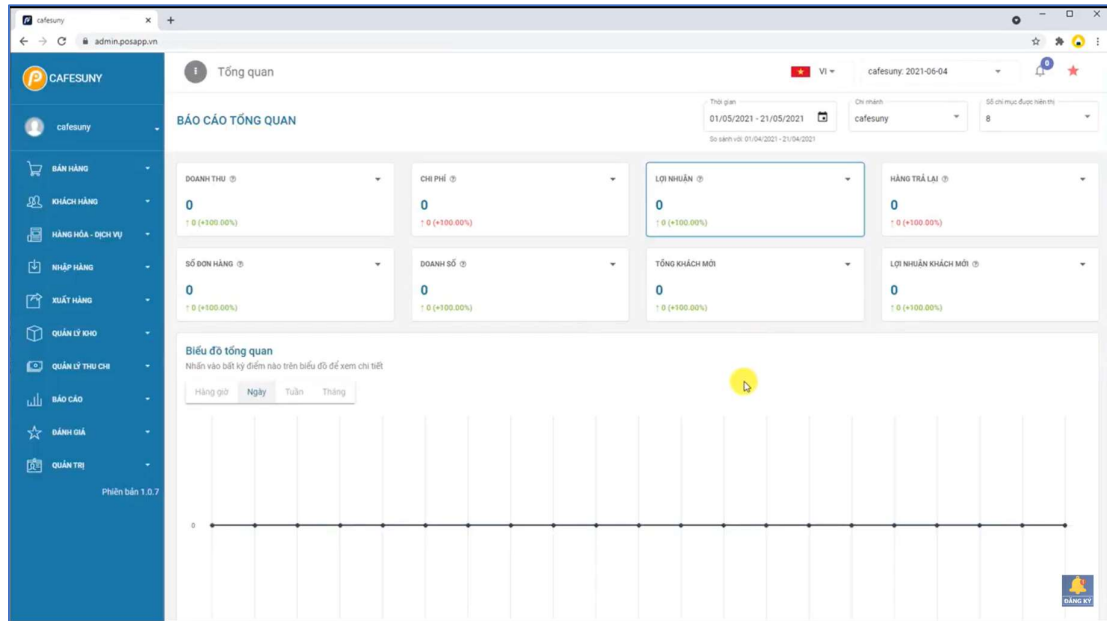 cafesuny
admin.posapp.vn
CAFESUNY
Tổng quan
VI
cafesuny: 2021-06-04
0
cafesuny
BÁO CÁO TỔNG QUAN
Thời gian
01/05/2021 - 21/05/2021
So sánh với: 01/04/2021 - 21/04/2021
Chi nhánh
cafesuny
Số chỉ mục được hiển thị
8
BÁN HÀNG
KHÁCH HÀNG
HÀNG HÓA - DỊCH VỤ
NHẬP HÀNG
XUẤT HÀNG
QUẢN LÝ KHO
QUẢN LÝ THU CHI
BÁO CÁO
ĐÁNH GIÁ
QUẢN TRỊ
Phiên bản 1.0.7
DOANH THU
0
↑ 0 (+100.00%)
CHI PHÍ
0
↑ 0 (+100.00%)
LỢI NHUẬN
0
↑ 0 (+100.00%)
HÀNG TRẢ LẠI
0
↑ 0 (+100.00%)
SỐ ĐƠN HÀNG
0
↑ 0 (+100.00%)
DOANH SỐ
0
↑ 0 (+100.00%)
TỔNG KHÁCH MỚI
0
↑ 0 (+100.00%)
LỢI NHUẬN KHÁCH MỚI
0
↑ 0 (+100.00%)
Biểu đồ tổng quan
Nhấn vào bất kỳ điểm nào trên biểu đồ để xem chi tiết
Hàng giờ Ngày Tuần Tháng
0
ĐĂNG KÝ